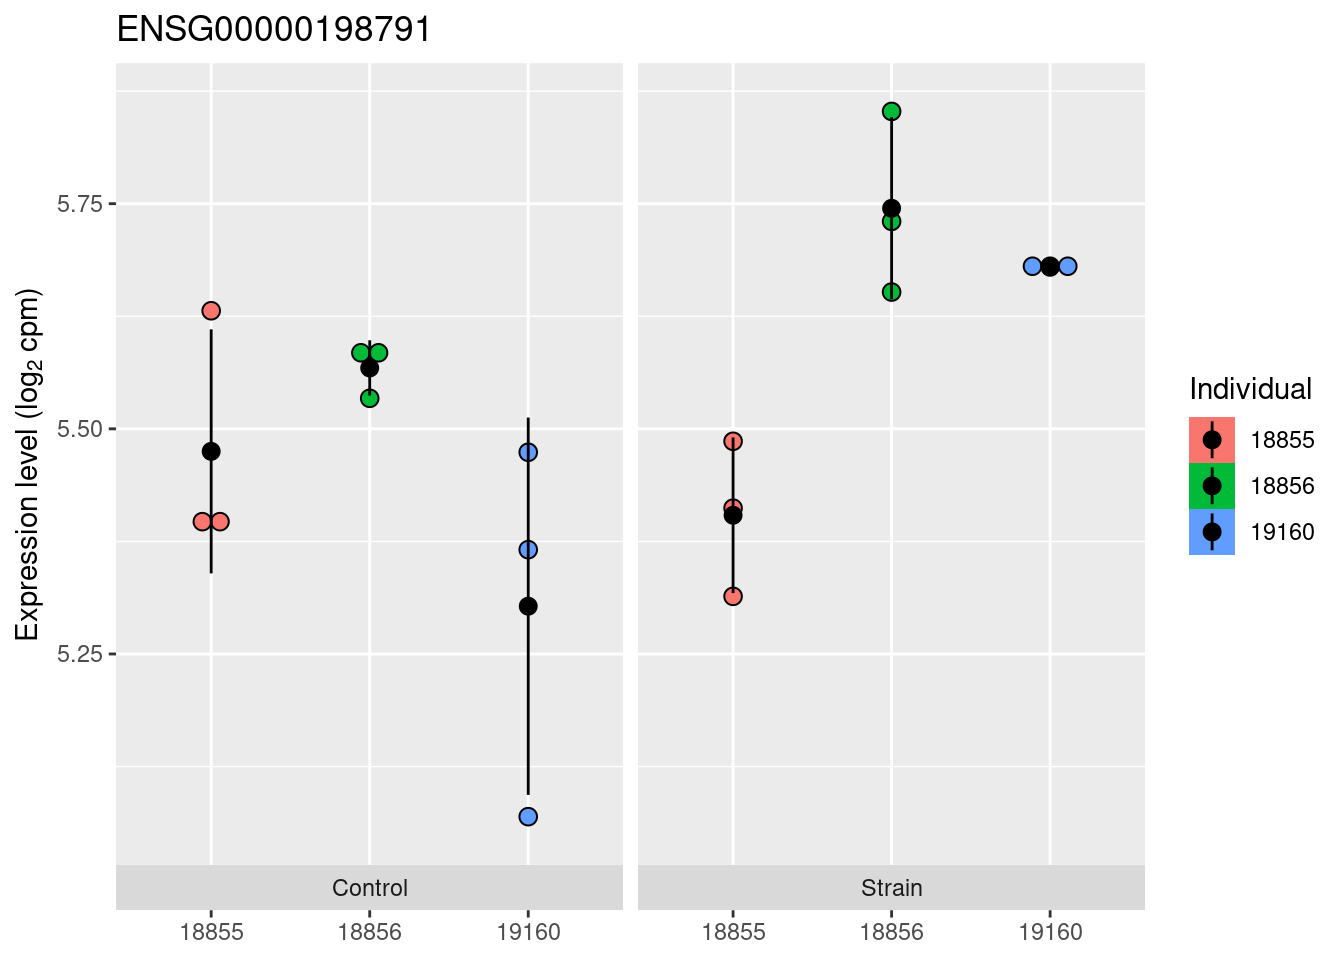 ENSG00000198791
Expression level (log₂ cpm)
5.75
5.50
5.25
Control
Strain
18855
18856
19160
18855
18856
19160
Individual
18855
18856
19160